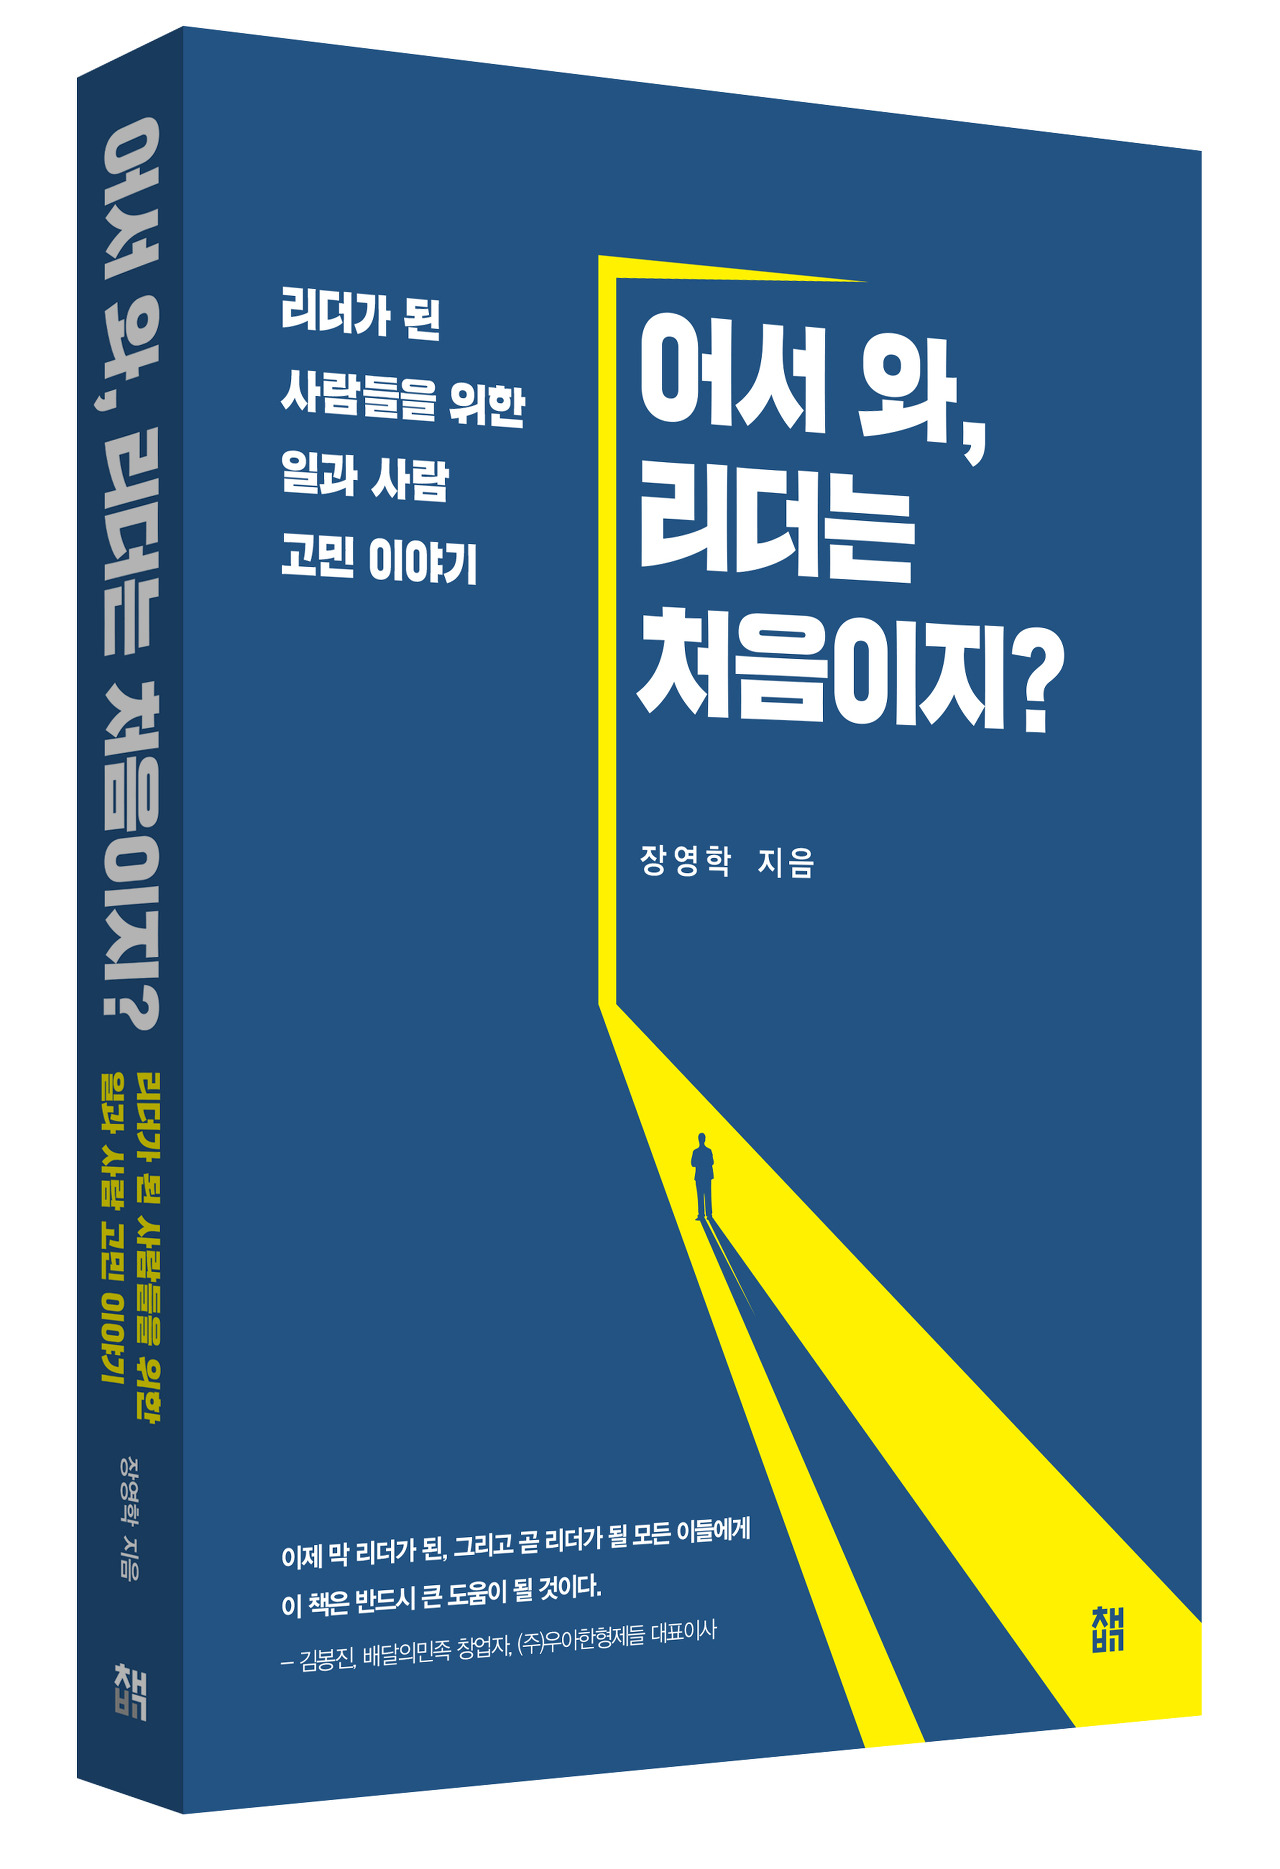 어서 와, 리더는 처음이지?
리더가 된 사람들을 위한
일과 사람 고민 이야기
장영학 지음
책비
리더가 된
사람들을 위한
일과 사람
고민 이야기
어서 와,
리더는
처음이지?
장영학 지음
이제 막 리더가 된, 그리고 곧 리더가 될 모든 이들에게
이 책은 반드시 큰 도움이 될 것이다.
– 김봉진, 배달의민족 창업자, (주)우아한형제들 대표이사
책비